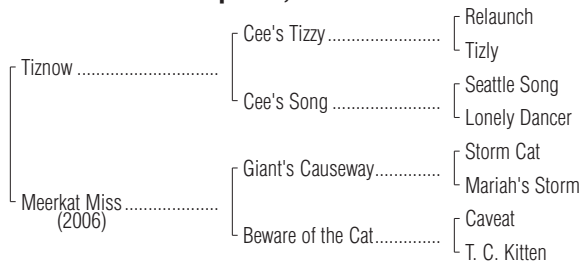 Relaunch
Cee's Tizzy
Tizly
Tiznow
Seattle Song
Cee's Song
Lonely Dancer
Storm Cat
Giant's Causeway
Mariah's Storm
Meerkat Miss
(2006)
Caveat
Beware of the Cat
T. C. Kitten